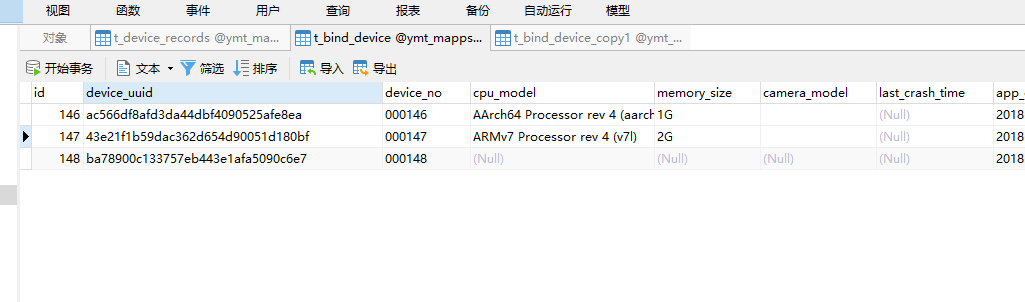 视图 函数 事件 用户 查询 报表 备份 自动运行 模型
对象 t_device_records @ymt_ma... t_bind_device @ymt_mapps... t_bind_device_copy1 @ymt_...
开始事务 文本 筛选 排序 导入 导出
id device_uuid device_no cpu_model memory_size camera_model last_crash_time app_
146 ac566df8afd3da44dbf4090525afe8ea 000146 AArch64 Processor rev 4 (aarch 1G (Null) 2018
147 43e21f1b59dac362d654d90051d180bf 000147 ARMv7 Processor rev 4 (v7l) 2G (Null) 2018
148 ba78900c133757eb443e1afa5090c6e7 000148 (Null) (Null) (Null) (Null) 2018